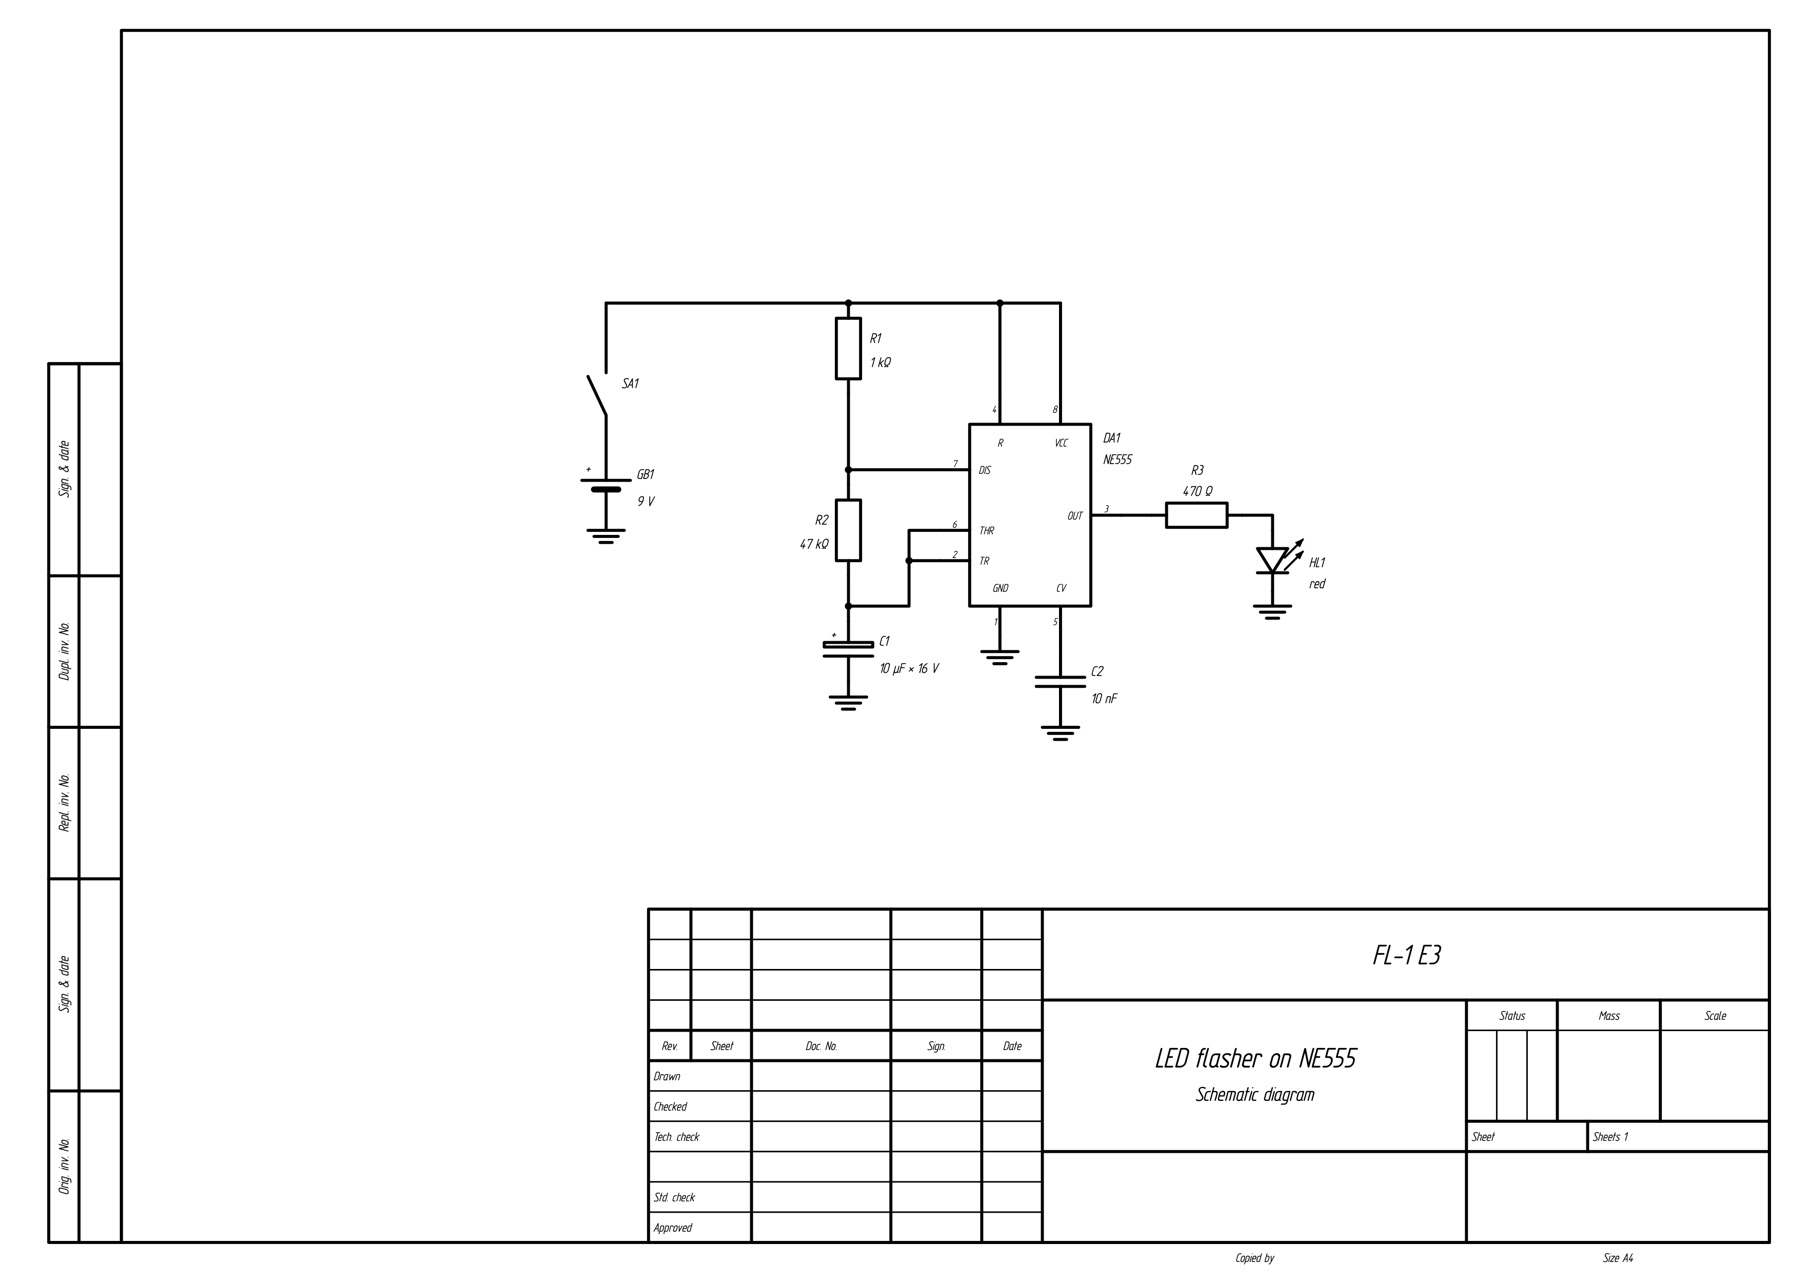 R1
1 kΩ
SA1
4
8
R
VCC
DA1
NE555
7
DIS
+
GB1
9 V
R3
470 Ω
R2
47 kΩ
6
THR
OUT
3
2
TR
HL1
red
GND
CV
1
5
+
C1
10 µF × 16 V
C2
10 nF
Sign. & date
Dupl. inv. No.
Repl. inv. No.
Sign. & date
Orig. inv. No.
FL-1 E3
LED flasher on NE555
Schematic diagram
Status
Mass
Scale
Rev.
Sheet
Doc. No.
Sign.
Date
Drawn
Checked
Tech. check
Sheet
Sheets 1
Std. check
Approved
Copied by
Size A4